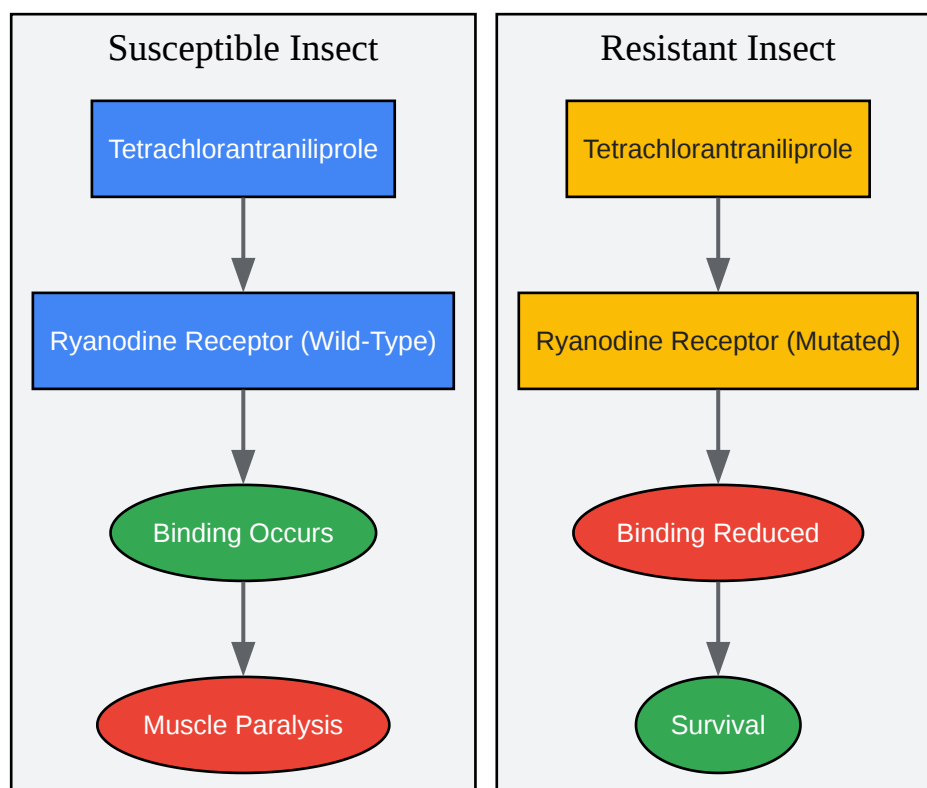 Susceptible Insect
Tetrachlorantraniliprole
Ryanodine Receptor (Wild-Type)
Binding Occurs
Muscle Paralysis
Resistant Insect
Tetrachlorantraniliprole
Ryanodine Receptor (Mutated)
Binding Reduced
Survival